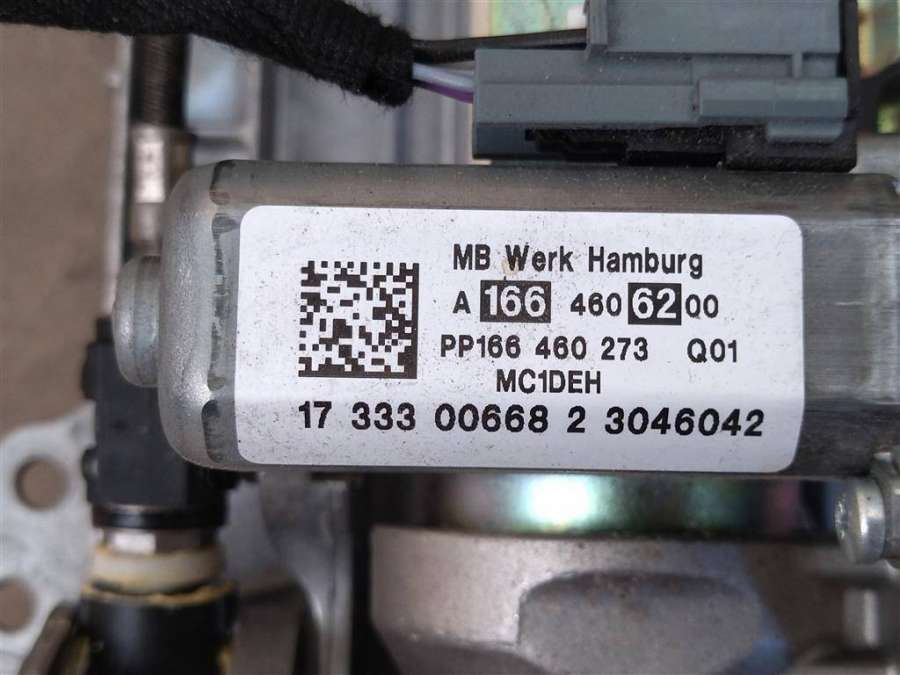 MB Werk Hamburg
A 166 460 62 00
PP166 460 273 Q01
MC1DEH
17 333 00668 2 3046042